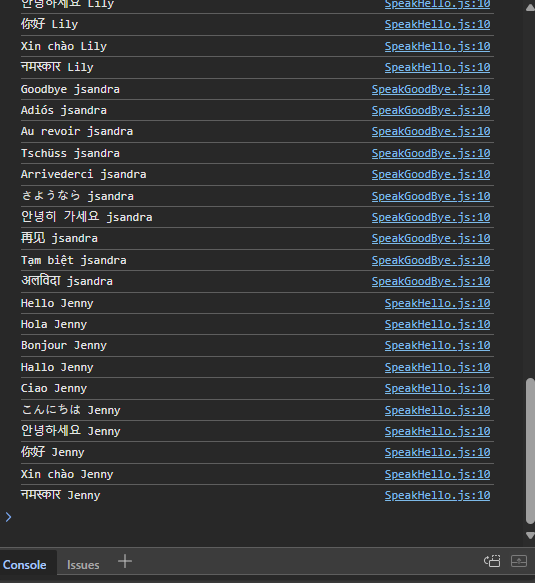 안녕하세요 Lily SpeakHello.js:10
你好 Lily SpeakHello.js:10
Xin chào Lily SpeakHello.js:10
नमस्कार Lily SpeakHello.js:10
Goodbye jsandra SpeakGoodBye.js:10
Adiós jsandra SpeakGoodBye.js:10
Au revoir jsandra SpeakGoodBye.js:10
Tschüss jsandra SpeakGoodBye.js:10
Arrivederci jsandra SpeakGoodBye.js:10
さようなら jsandra SpeakGoodBye.js:10
안녕히 가세요 jsandra SpeakGoodBye.js:10
再见 jsandra SpeakGoodBye.js:10
Tạm biệt jsandra SpeakGoodBye.js:10
अलविदा jsandra SpeakGoodBye.js:10
Hello Jenny SpeakHello.js:10
Hola Jenny SpeakHello.js:10
Bonjour Jenny SpeakHello.js:10
Hallo Jenny SpeakHello.js:10
Ciao Jenny SpeakHello.js:10
こんにちは Jenny SpeakHello.js:10
안녕하세요 Jenny SpeakHello.js:10
你好 Jenny SpeakHello.js:10
Xin chào Jenny SpeakHello.js:10
नमस्कार Jenny SpeakHello.js:10
Console Issues